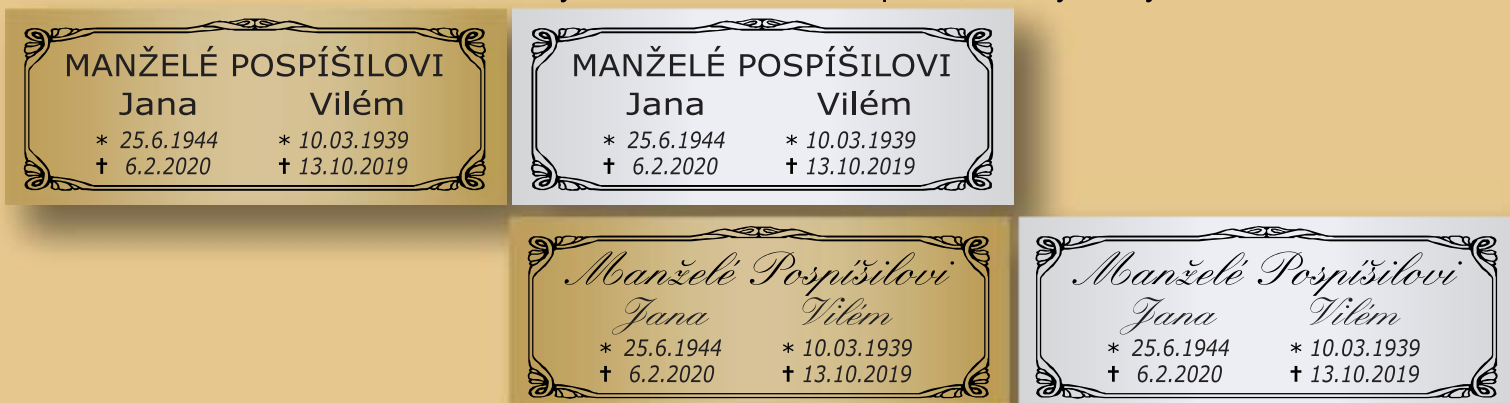 MANŽELÉ POSPÍŠILOVI
Jana Vilém
* 25.6.1944 * 10.03.1939
✝ 6.2.2020 ✝ 13.10.2019
MANŽELÉ POSPÍŠILOVI
Jana Vilém
* 25.6.1944 * 10.03.1939
✝ 6.2.2020 ✝ 13.10.2019
Manželé Pospíšilovi
Jana Vilém
* 25.6.1944 * 10.03.1939
✝ 6.2.2020 ✝ 13.10.2019
Manželé Pospíšilovi
Jana Vilém
* 25.6.1944 * 10.03.1939
✝ 6.2.2020 ✝ 13.10.2019